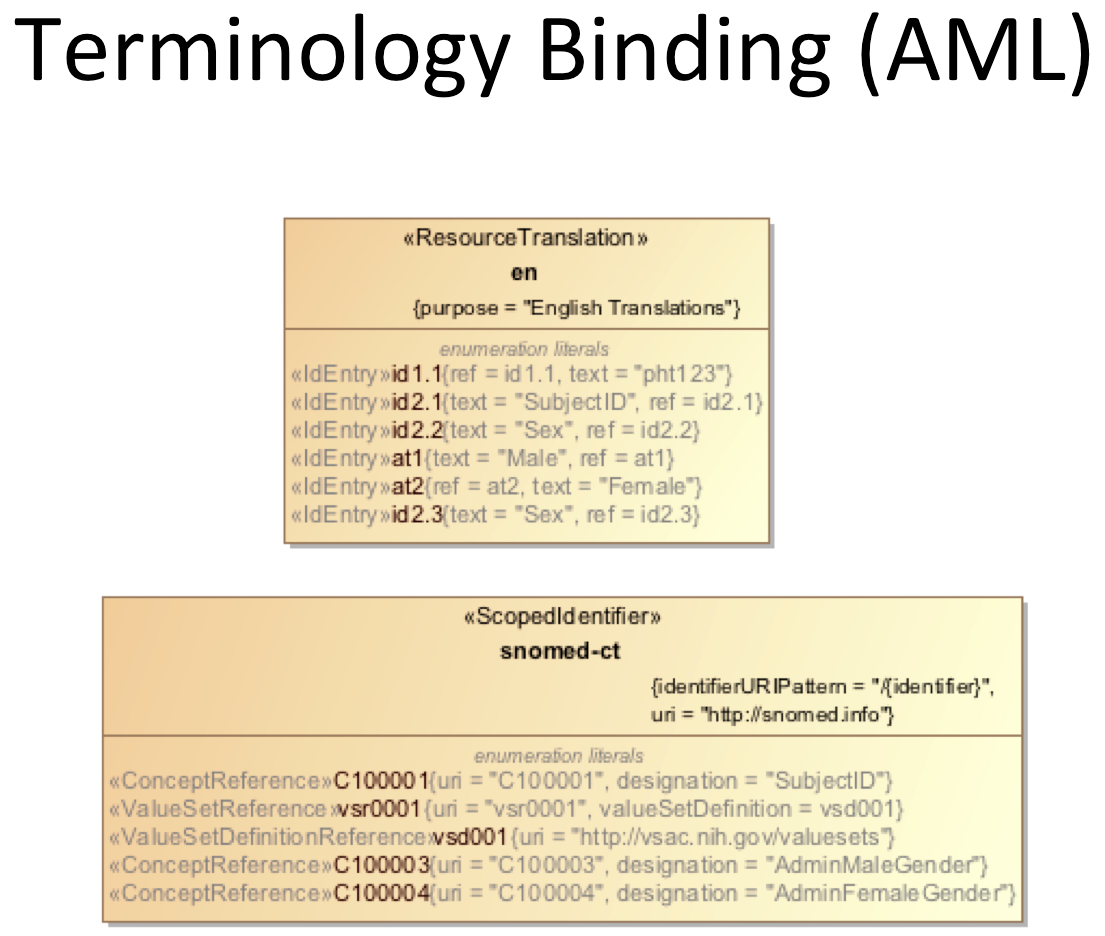 Terminology Binding (AML)
«ResourceTranslation»
en
{purpose = "English Translations"}
enumeration literals
«IdEntry»id1.1{ref = id1.1, text = "pht123"}
«IdEntry»id2.1{text = "SubjectID", ref = id2.1}
«IdEntry»id2.2{text = "Sex", ref = id2.2}
«IdEntry»at1{text = "Male", ref = at1}
«IdEntry»at2{ref = at2, text = "Female"}
«IdEntry»id2.3{text = "Sex", ref = id2.3}
«ScopedIdentifier»
snomed-ct
{identifierURIPattern = "/{identifier}",
uri = "http://snomed.info"}
enumeration literals
«ConceptReference»C100001{uri = "C100001", designation = "SubjectID"}
«ValueSetReference»vsr0001{uri = "vsr0001", valueSetDefinition = vsd001}
«ValueSetDefinitionReference»vsd001{uri = "http://vsac.nih.gov/valuesets"}
«ConceptReference»C100003{uri = "C100003", designation = "AdminMaleGender"}
«ConceptReference»C100004{uri = "C100004", designation = "AdminFemaleGender"}